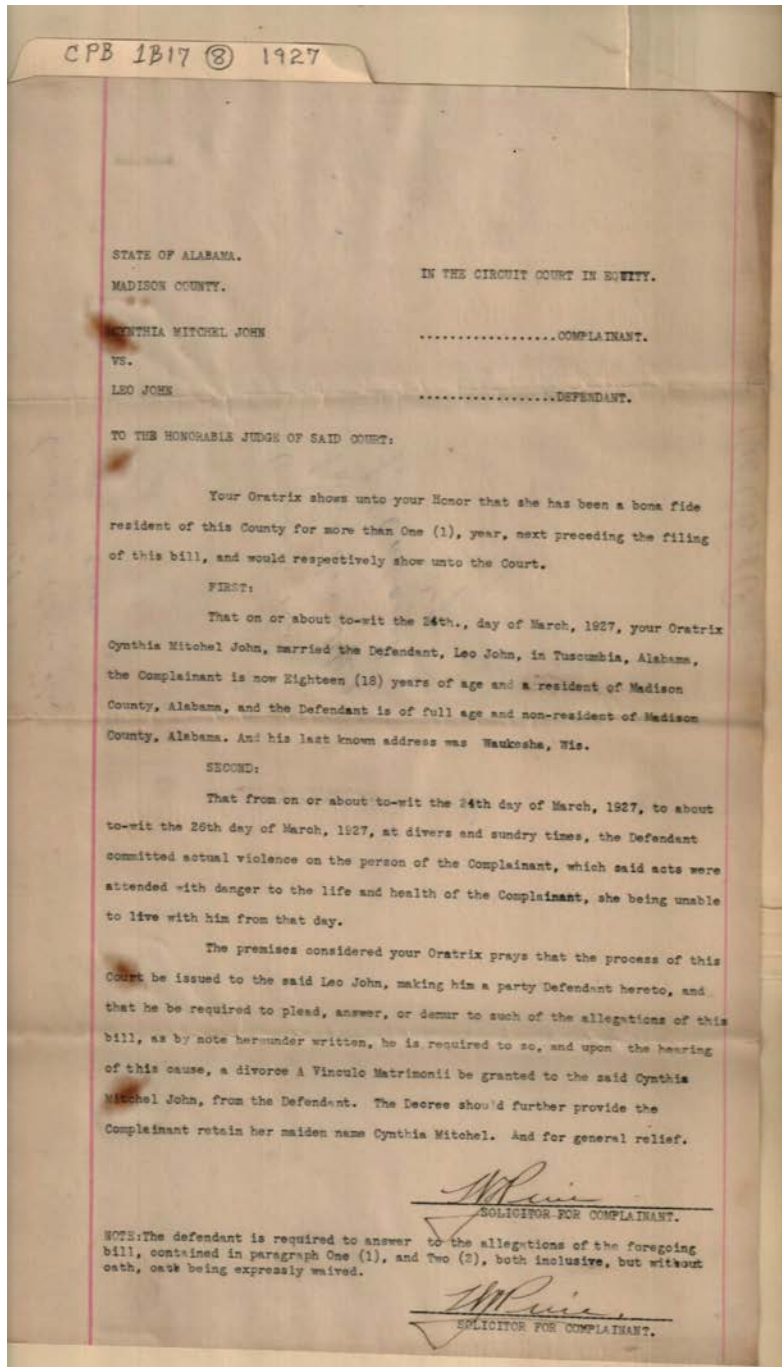 CPB 1B17 ⑧ 1927
STATE OF ALABAMA.
MADISON COUNTY.
IN THE CIRCUIT COURT IN EQUITY.
CYNTHIA MITCHEL JOHN
..................COMPLAINANT.
VS.
LEO JOHN
..................DEFENDANT.
TO THE HONORABLE JUDGE OF SAID COURT:
Your Oratrix shows unto your Honor that she has been a bona fide
resident of this County for more than One (1), year, next preceding the filing
of this bill, and would respectively show unto the Court.
FIRST:
That on or about to-wit the 24th., day of March, 1927, your Oratrix
Cynthia Mitchel John, married the Defendant, Leo John, in Tuscumbia, Alabama,
the Complainant is now Eighteen (18) years of age and a resident of Madison
County, Alabama, and the Defendant is of full age and non-resident of Madison
County, Alabama. And his last known address was Waukesha, Wis.
SECOND:
That from on or about to-wit the 24th day of March, 1927, to about
to-wit the 26th day of March, 1927, at divers and sundry times, the Defendant
committed actual violence on the person of the Complainant, which said acts were
attended with danger to the life and health of the Complainant, she being unable
to live with him from that day.
The premises considered your Oratrix prays that the process of this
Court be issued to the said Leo John, making him a party Defendant hereto, and
that he be required to plead, answer, or demur to such of the allegations of this
bill, as by note hereunder written, he is required to so, and upon the hearing
of this cause, a divorce A Vinculo Matrimonii be granted to the said Cynthia
Mitchel John, from the Defendant. The Decree should further provide the
Complainant retain her maiden name Cynthia Mitchel. And for general relief.
SOLICITOR FOR COMPLAINANT.
NOTE:The defendant is required to answer to the allegations of the foregoing
bill, contained in paragraph One (1), and Two (2), both inclusive, but without
oath, oath being expressly waived.
SOLICITOR FOR COMPLAINANT.